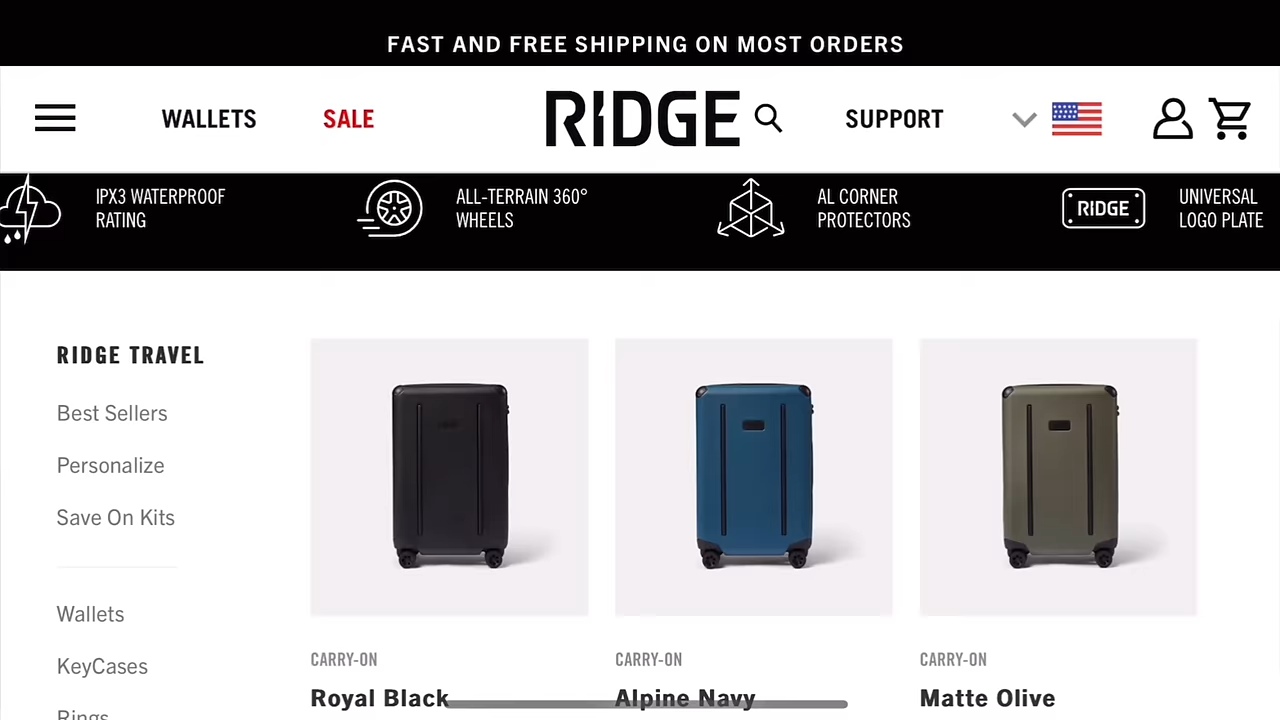 FAST AND FREE SHIPPING ON MOST ORDERS
WALLETS
SALE
RIDGE
SUPPORT
IPX3 WATERPROOF
RATING
ALL-TERRAIN 360°
WHEELS
AL CORNER
PROTECTORS
RIDGE
UNIVERSAL
LOGO PLATE
RIDGE TRAVEL
Best Sellers
Personalize
Save On Kits
Wallets
KeyCases
Rings
CARRY-ON
Royal Black
CARRY-ON
Alpine Navy
CARRY-ON
Matte Olive